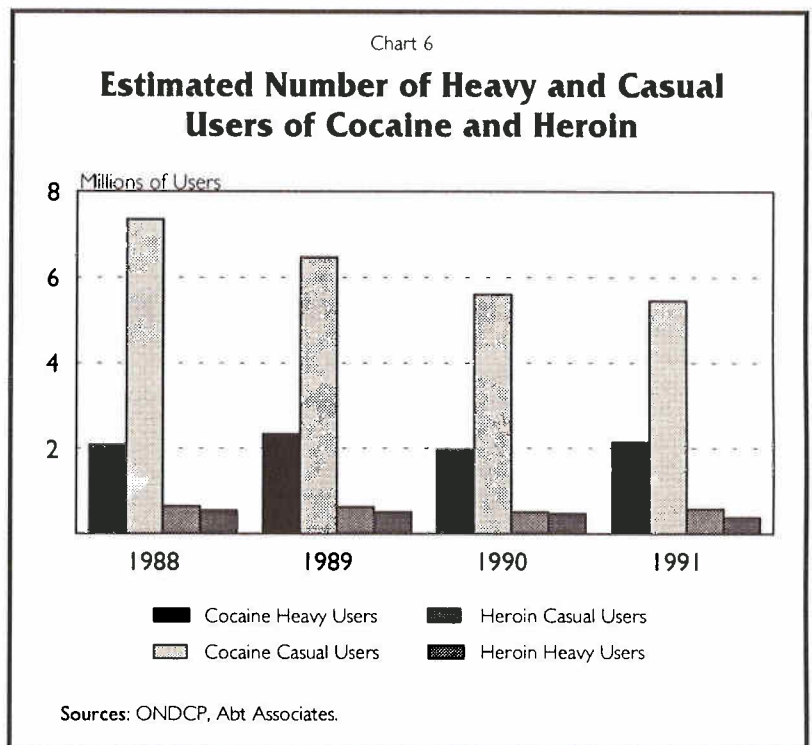 Chart 6
Estimated Number of Heavy and Casual
Users of Cocaine and Heroin
Millions of Users
8
6
4
2
1988 1989 1990 1991
Cocaine Heavy Users Heroin Casual Users
Cocaine Casual Users Heroin Heavy Users
Sources: ONDCP, Abt Associates.